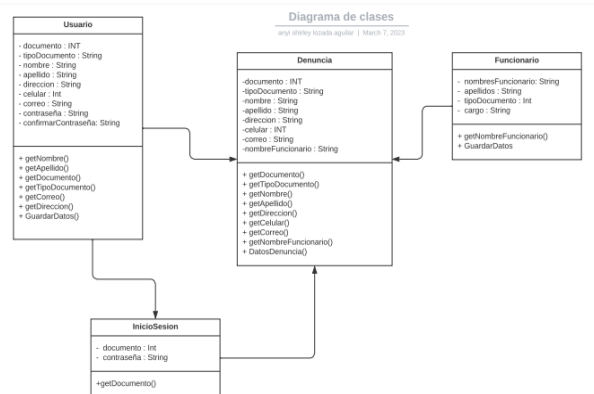 Diagrama de clases
anyi shirley lozada aguilar | March 7, 2023
Usuario
- documento : INT
- tipoDocumento : String
- nombre : String
- apellido : String
- direccion : String
- celular : Int
- correo : String
- contraseña : String
- confirmarContraseña: String
+ getNombre()
+ getApellido()
+ getDocumento()
+ getTipoDocumento()
+ getCorreo()
+ getDireccion()
+ GuardarDatos()
Denuncia
-documento : INT
-tipoDocumento : String
-nombre : String
-apellido : String
-direccion : String
-celular : INT
-correo : String
-nombreFuncionario : String
+ getDocumento()
+ getTipoDocumento()
+ getNombre()
+ getApellido()
+ getDireccion()
+ getCelular()
+ getCorreo()
+ getNombreFuncionario()
+ DatosDenuncia()
Funcionario
- nombresFuncionario: String
- apellidos : String
- tipoDocumento : Int
- cargo : String
+ getNombreFuncionario()
+ GuardarDatos
InicioSesion
- documento : Int
- contraseña : String
+getDocumento()